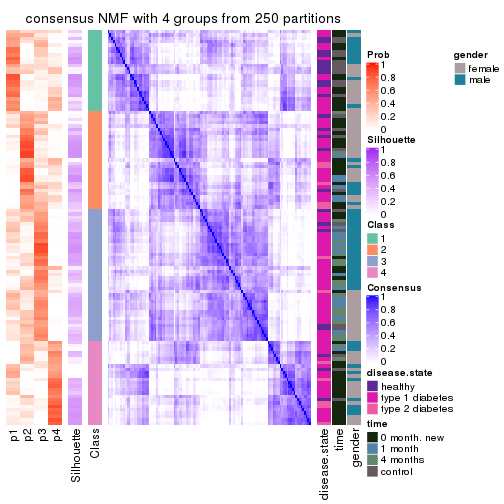 consensus NMF with 4 groups from 250 partitions
Prob
1
0.8
0.6
0.4
0.2
0
gender
female
male
Silhouette
1
0.8
0.6
0.4
0.2
0
Class
1
2
3
4
Consensus
1
0.8
0.6
0.4
0.2
0
disease.state
healthy
type 1 diabetes
type 2 diabetes
time
0 month. new
1 month
4 months
control
p1
p2
p3
p4
Silhouette
Class
disease.state
time
gender